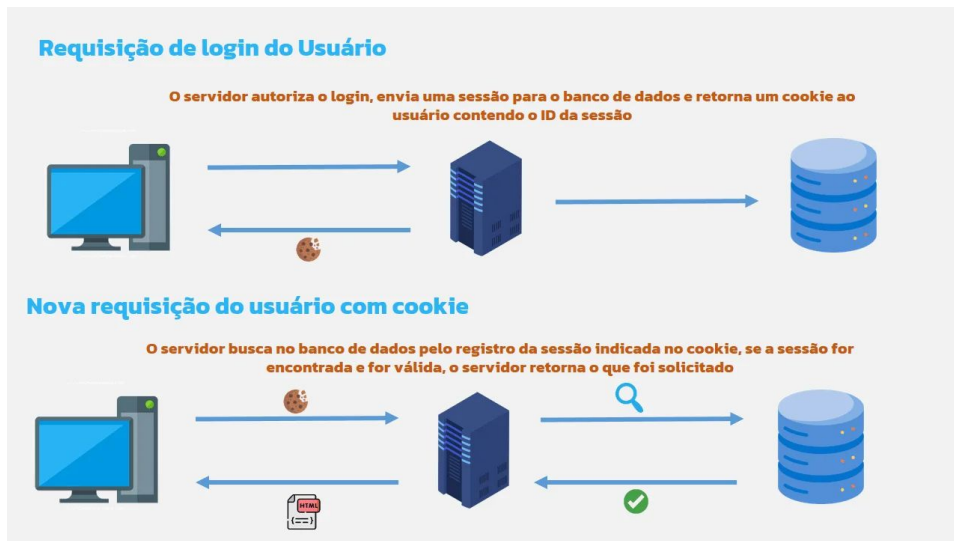 Requisição de login do Usuário
O servidor autoriza o login, envia uma sessão para o banco de dados e retorna um cookie ao
usuário contendo o ID da sessão
Nova requisição do usuário com cookie
O servidor busca no banco de dados pelo registro da sessão indicada no cookie, se a sessão for
encontrada e for válida, o servidor retorna o que foi solicitado
HTML
{==}